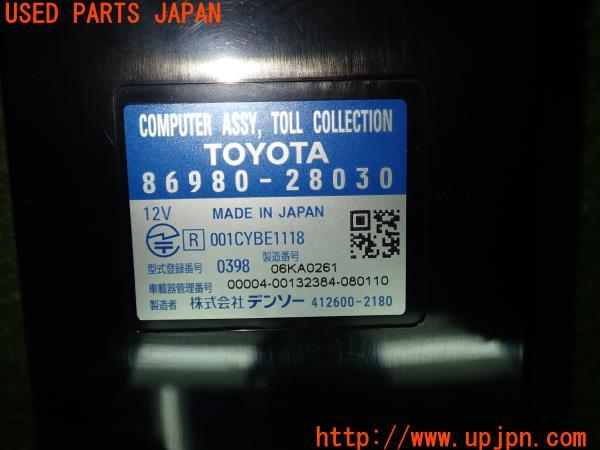 USED PARTS JAPAN
COMPUTER ASSY, TOLL COLLECTION
TOYOTA
86980-28030
12V MADE IN JAPAN
R 001CYBE1118
型式登録番号 0398 製造番号 06KA0261
車載器管理番号 00004-00132384-080110
製造者 株式会社 デンソー 412600-2180
http://www.upjpn.com